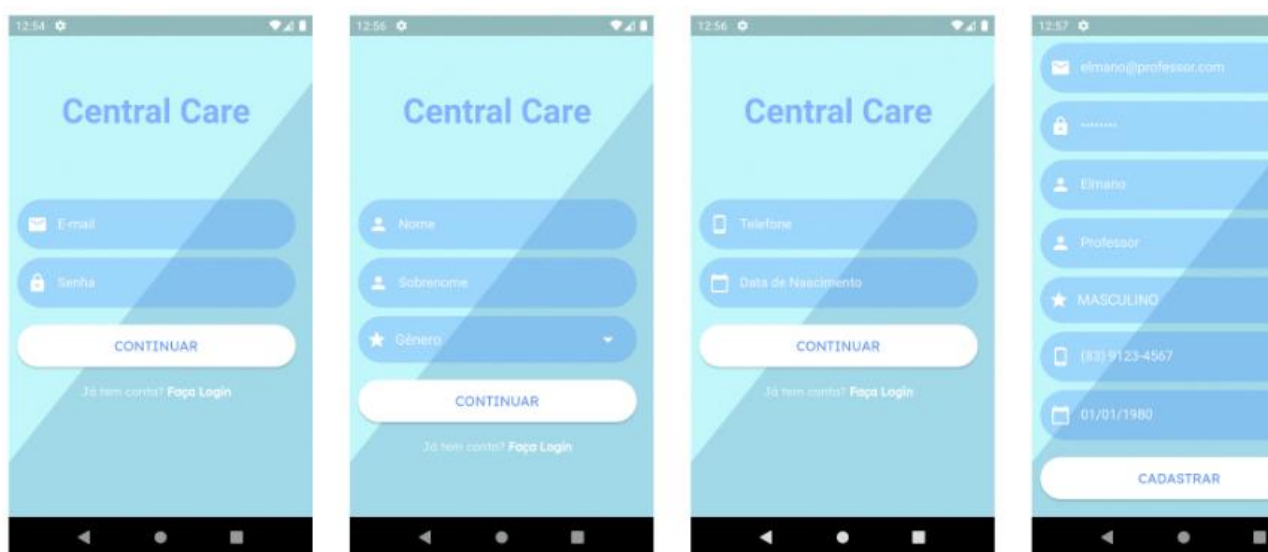 12:54
Central Care
E-mail
Senha
CONTINUAR
Já tem conta? Faça Login
12:56
Central Care
Nome
Sobrenome
Gênero
CONTINUAR
Já tem conta? Faça Login
12:56
Central Care
Telefone
Data de Nascimento
CONTINUAR
Já tem conta? Faça Login
12:57
elmano@professor.com
········
Elmano
Professor
MASCULINO
(83) 9123-4567
01/01/1980
CADASTRAR